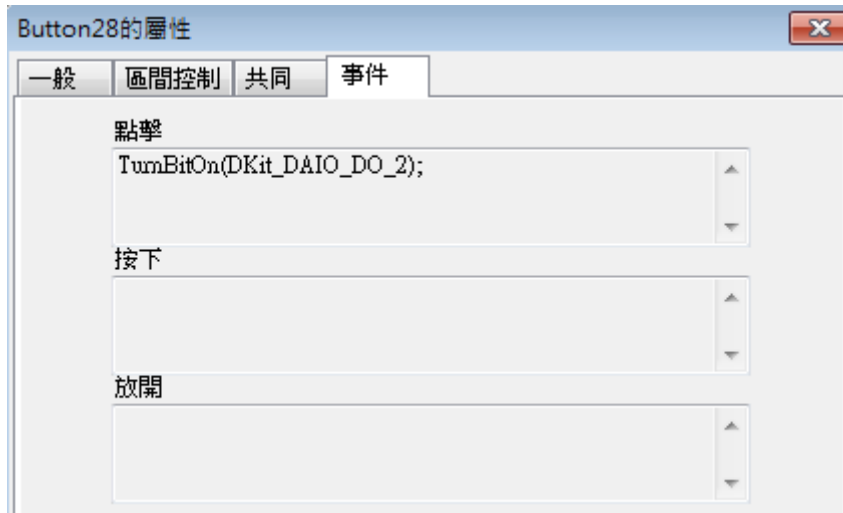 Button28的屬性
一般 區間控制 共同 事件
點擊
TurnBitOn(DKit_DAIO_DO_2);
按下
放開